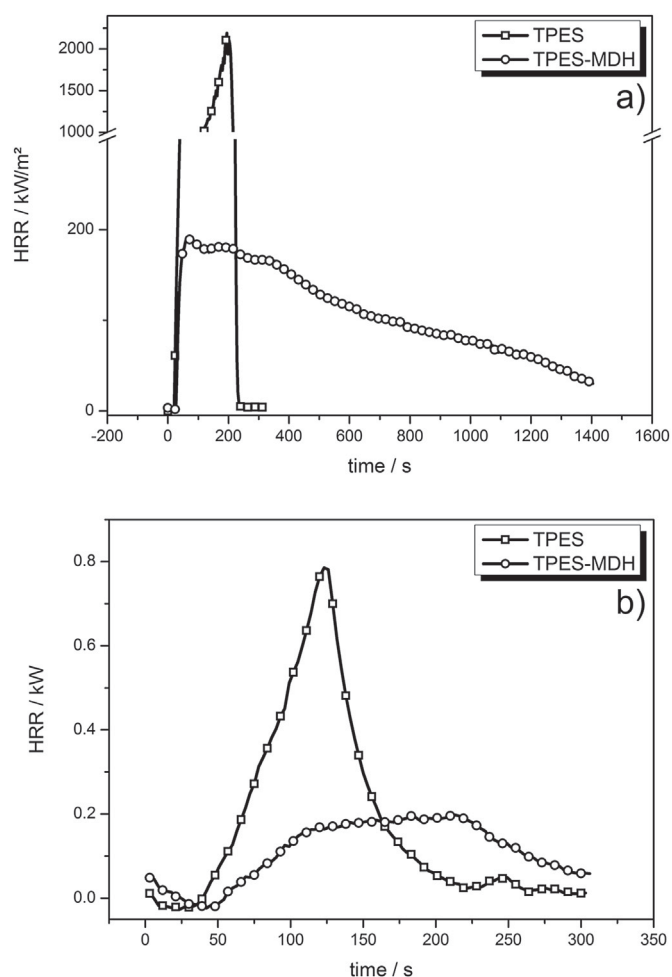 TPES
TPES-MDH
a)
2000
1500
1000
200
0
HRR / kW/m²
-200 0 200 400 600 800 1000 1200 1400 1600
time / s
TPES
TPES-MDH
b)
0.8
0.6
0.4
0.2
0.0
HRR / kW
0 50 100 150 200 250 300 350
time / s